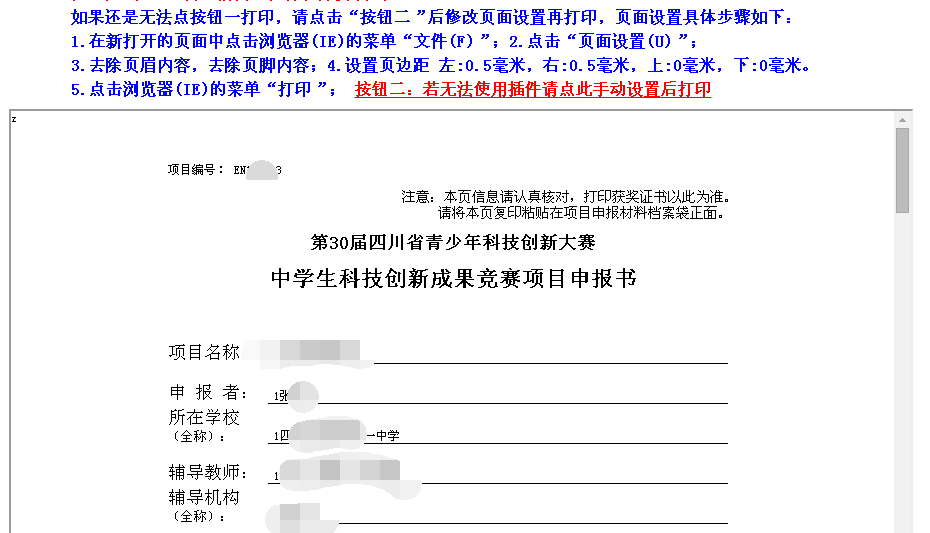 如果还是无法点按钮一打印，请点击“按钮二 ”后修改页面设置再打印，页面设置具体步骤如下：
1.在新打开的页面中点击浏览器(IE)的菜单“文件(F) ”；2.点击“页面设置(U) ”；
3.去除页眉内容，去除页脚内容；4.设置页边距 左:0.5毫米，右:0.5毫米，上:0毫米，下:0毫米。
5.点击浏览器(IE)的菜单“打印 ”； 按钮二：若无法使用插件请点此手动设置后打印
z
项目编号： EN 3
注意：本页信息请认真核对，打印获奖证书以此为准。
请将本页复印粘贴在项目申报材料档案袋正面。
第30届四川省青少年科技创新大赛
中学生科技创新成果竞赛项目申报书
项目名称
申 报 者： 1张
所在学校
（全称）： 1四 一中学
辅导教师： 1
辅导机构
（全称）：